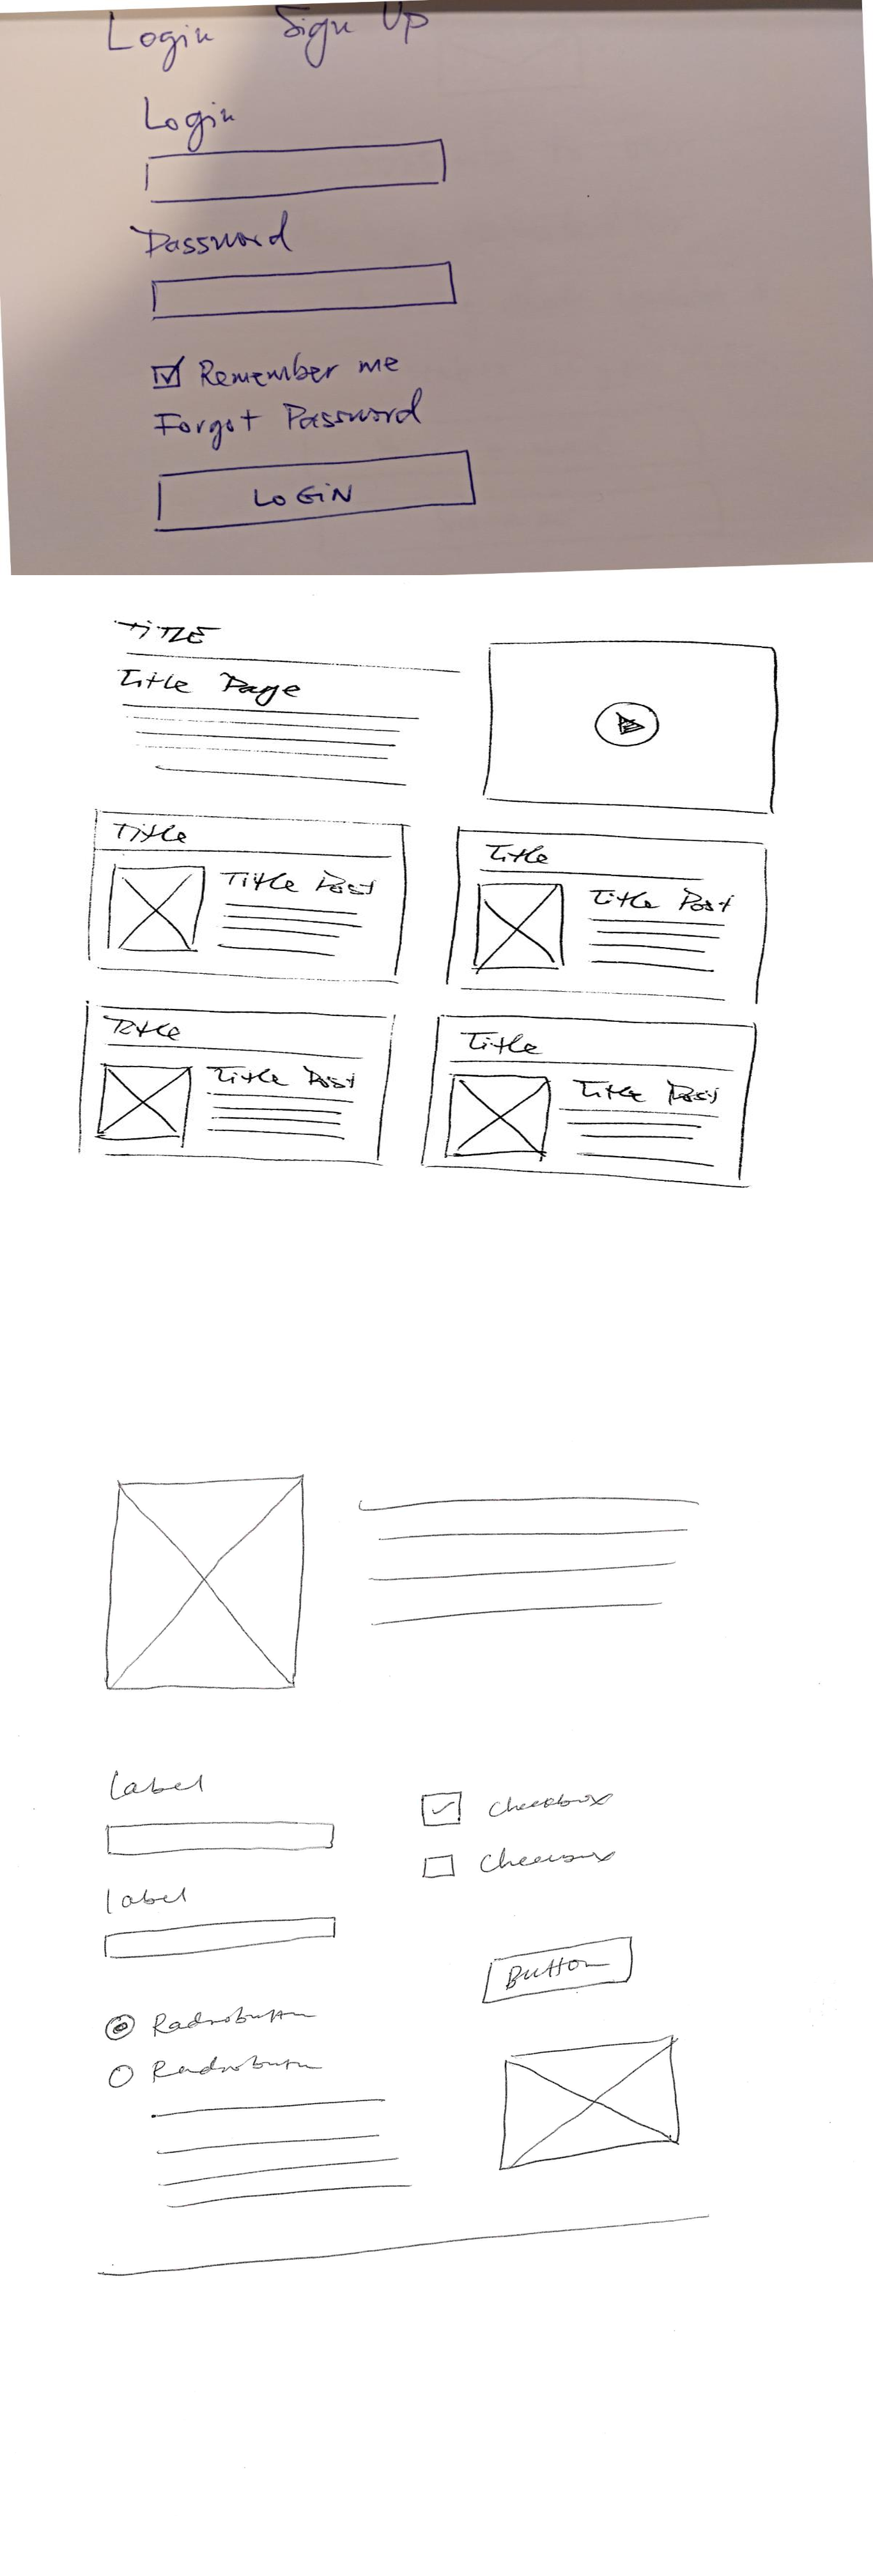 Login Sign Up
Login
Password
Remember me
Forgot Password
LOGIN
TITLE
Title Page
Title
Title Post
Title
Title Post
Title
Title Post
Title
Title Post
Label
Checkbox
Checkbox
Label
Button
Radiobutton
Radiobutton